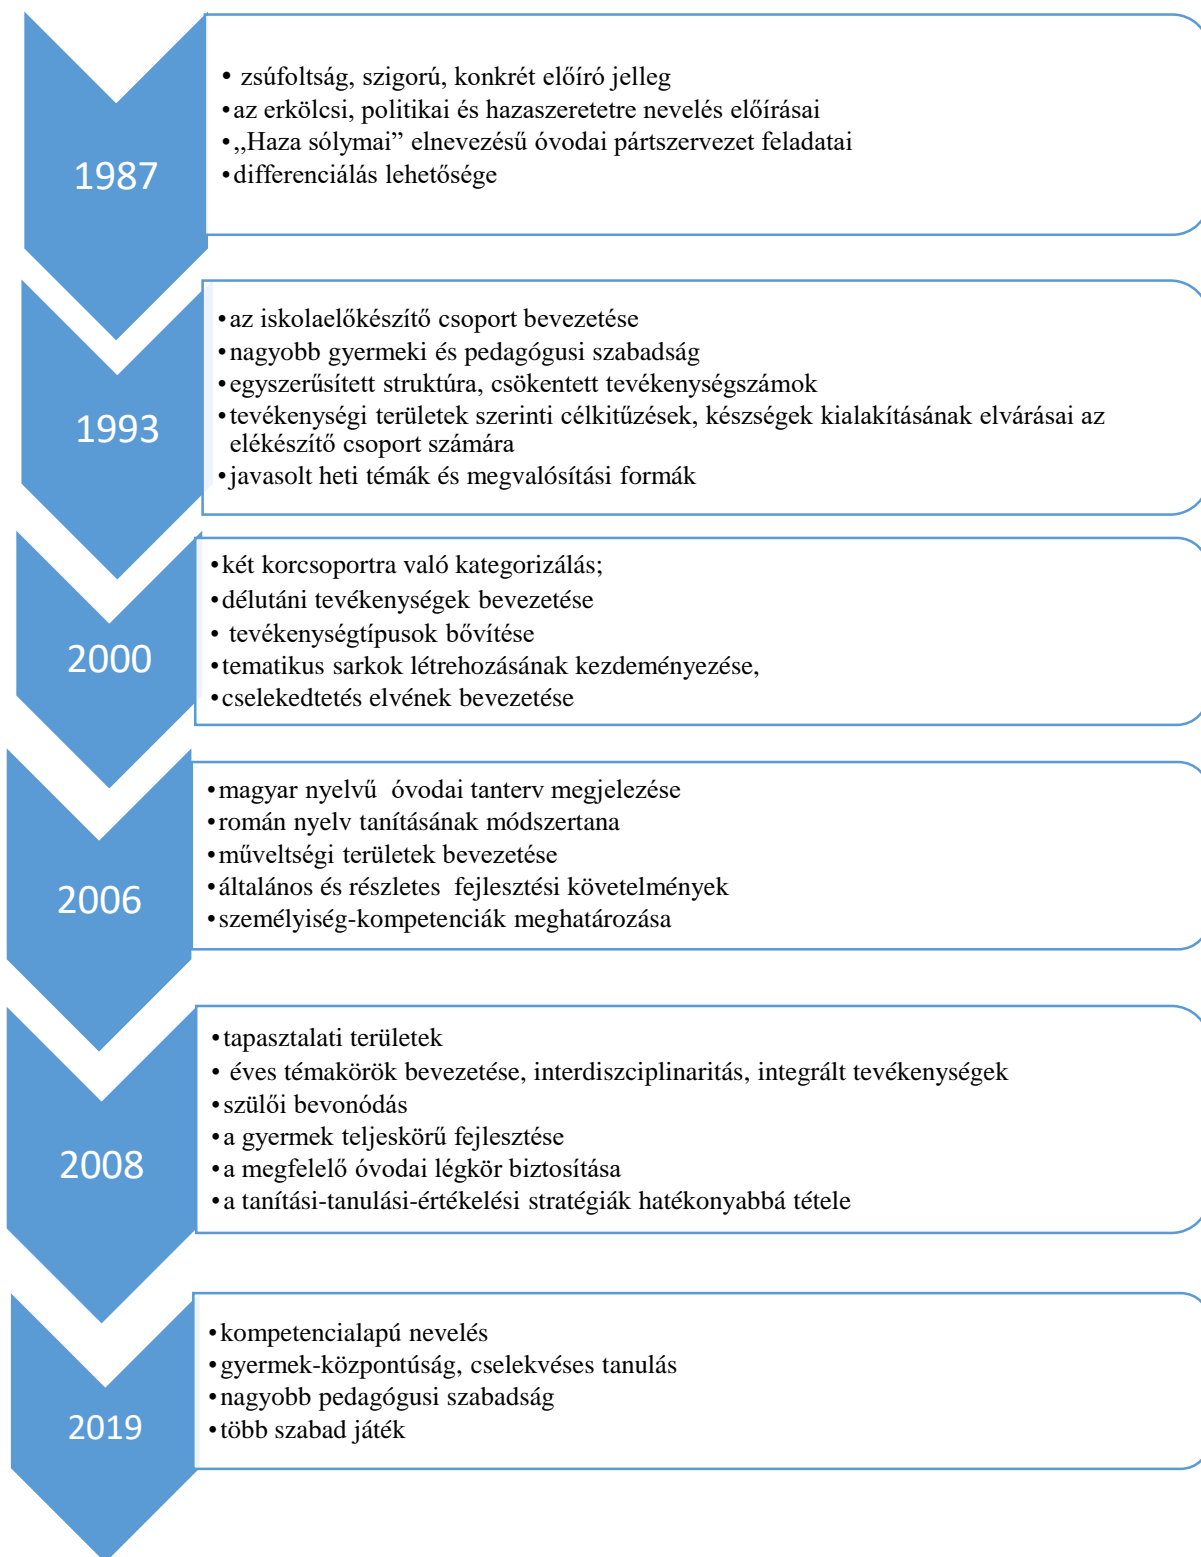 1987
• zsúfoltság, szigorú, konkrét előíró jelleg
• az erkölcsi, politikai és hazaszeretetre nevelés előírásai
• „Haza sólymai” elnevezésű óvodai pártszervezet feladatai
• differenciálás lehetősége
1993
• az iskolaelőkészítő csoport bevezetése
• nagyobb gyermeki és pedagógusi szabadság
• egyszerűsített struktúra, csökentett tevékenységszámok
• tevékenységi területek szerinti célkitűzések, készségek kialakításának elvárásai az
elékészítő csoport számára
• javasolt heti témák és megvalósítási formák
2000
• két korcsoportra való kategorizálás;
• délutáni tevékenységek bevezetése
• tevékenységtípusok bővítése
• tematikus sarkok létrehozásának kezdeményezése,
• cselekedtetés elvének bevezetése
2006
• magyar nyelvű óvodai tanterv megjelezése
• román nyelv tanításának módszertana
• műveltségi területek bevezetése
• általános és részletes fejlesztési követelmények
• személyiség-kompetenciák meghatározása
2008
• tapasztalati területek
• éves témakörök bevezetése, interdiszciplinaritás, integrált tevékenységek
• szülői bevonódás
• a gyermek teljeskörű fejlesztése
• a megfelelő óvodai légkör biztosítása
• a tanítási-tanulási-értékelési stratégiák hatékonyabbá tétele
2019
• kompetencialapú nevelés
• gyermek-központúság, cselekvéses tanulás
• nagyobb pedagógusi szabadság
• több szabad játék